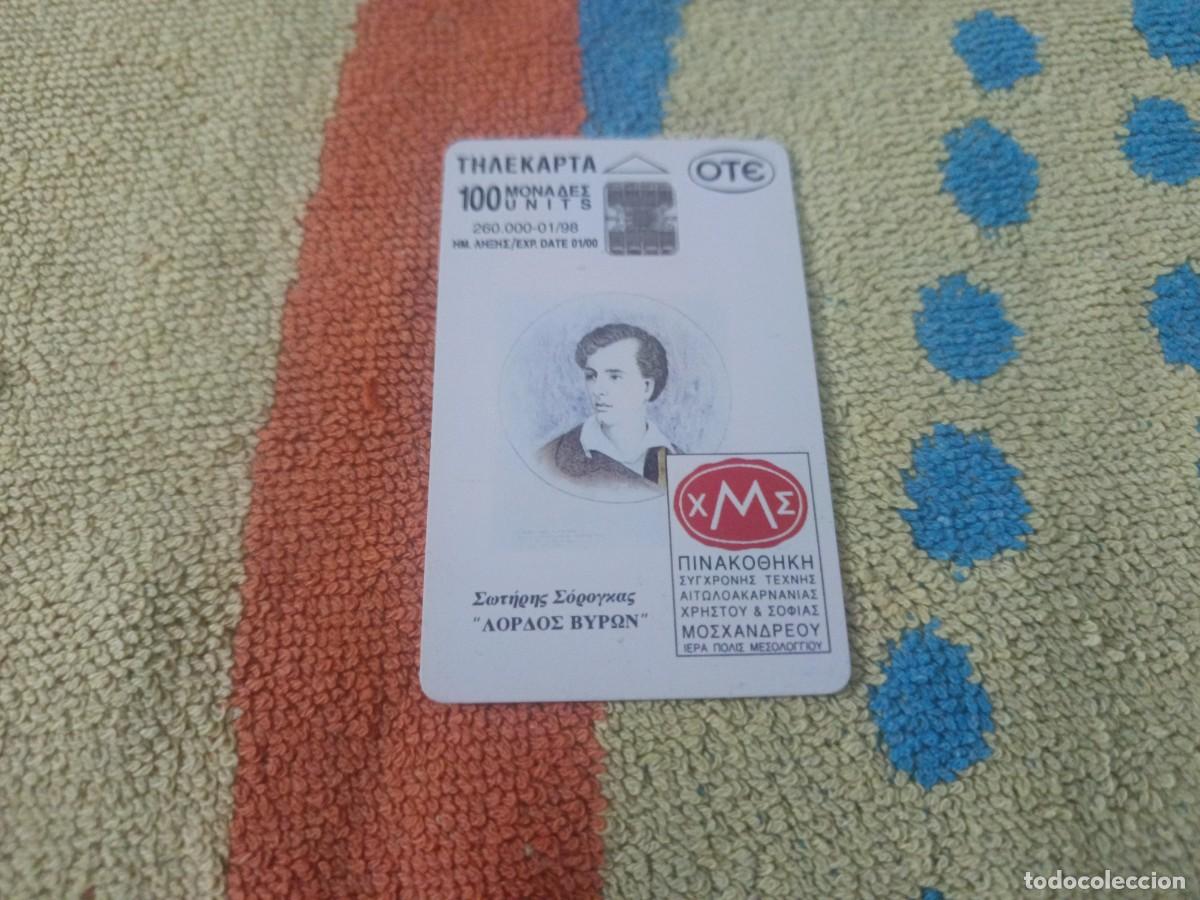 ΤΗΛΕΚΑΡΤΑ
100 ΜΟΝΑΔΕΣ
UNITS
260.000-01/98
ΗΜ. ΛΗΞΗΣ/EXP. DATE 01/00
ΟΤΕ
Χ Μ Σ
ΠΙΝΑΚΟΘΗΚΗ
ΣΥΓΧΡΟΝΗΣ ΤΕΧΝΗΣ
ΑΙΤΩΛΟΑΚΑΡΝΑΝΙΑΣ
ΧΡΗΣΤΟΥ & ΣΟΦΙΑΣ
ΜΟΣΧΑΝΔΡΕΟΥ
ΙΕΡΑ ΠΟΛΙΣ ΜΕΣΟΛΟΓΓΙΟΥ
Σωτήρης Σόρογκας
"ΛΟΡΔΟΣ ΒΥΡΩΝ"
todocoleccion